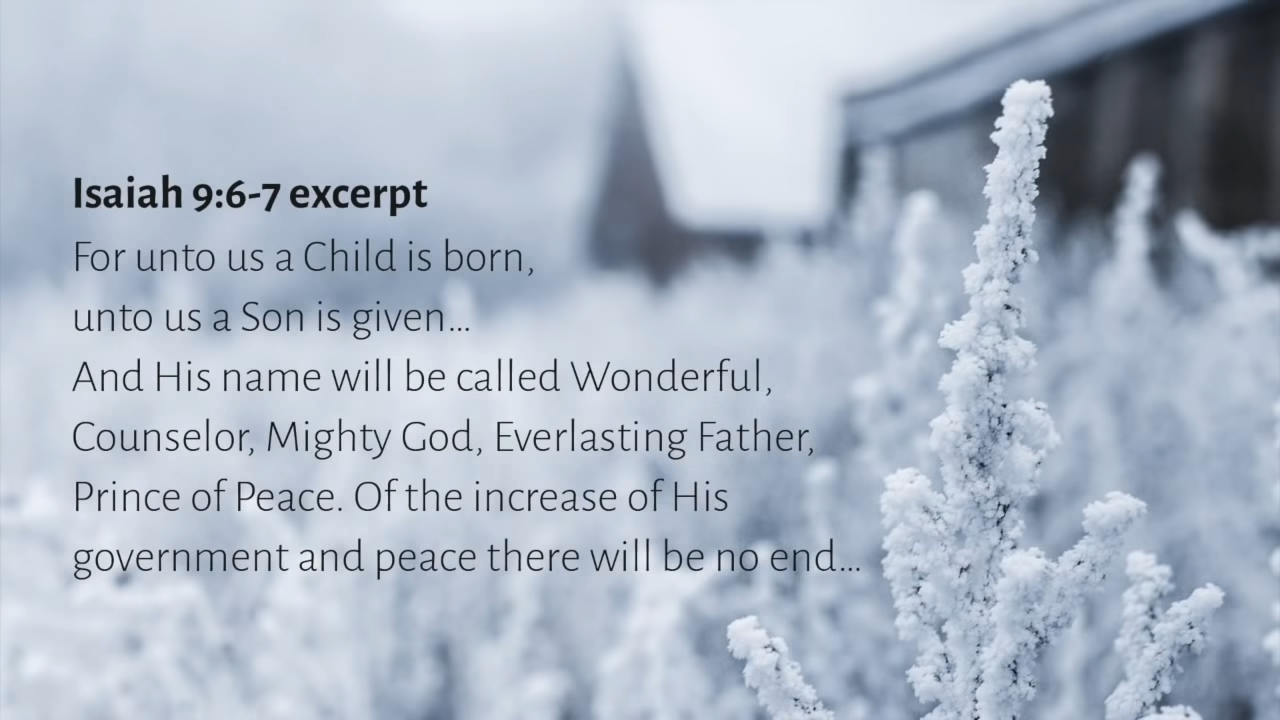 Isaiah 9:6-7 excerpt
For unto us a Child is born,
unto us a Son is given...
And His name will be called Wonderful,
Counselor, Mighty God, Everlasting Father,
Prince of Peace. Of the increase of His
government and peace there will be no end...